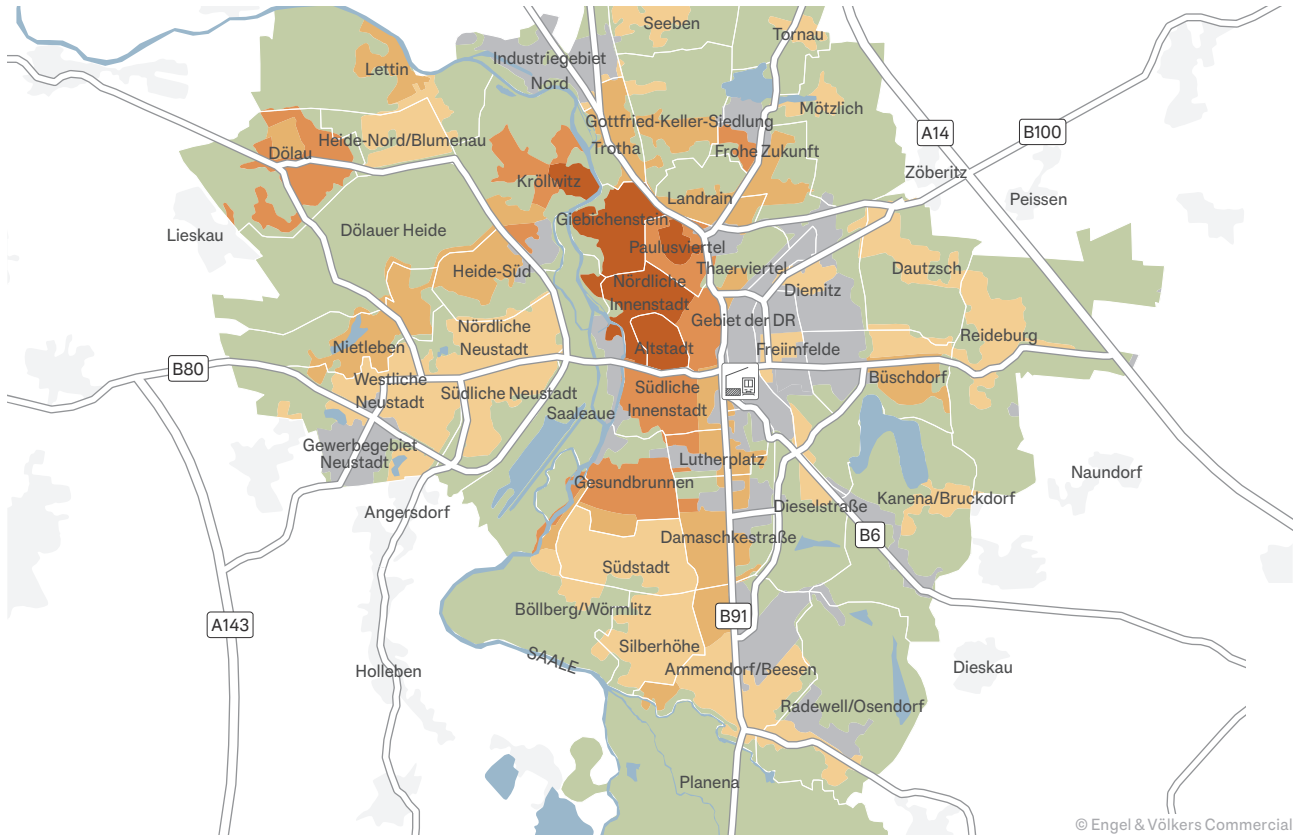 Seeben
Tornau
Industriegebiet
Nord
Lettin
Mötzlich
Gottfried-Keller-Siedlung
A14
B100
Heide-Nord/Blumenau
Trotha
Frohe Zukunft
Dölau
Zöberitz
Kröllwitz
Landrain
Peissen
Giebichenstein
Dölauer Heide
Lieskau
Paulusviertel
Heide-Süd
Thaerviertel
Dautzsch
Nördliche
Innenstadt
Diemitz
Gebiet der DR
Nördliche
Neustadt
Reideburg
Nietleben
Altstadt
Freiimfelde
B80
Westliche
Neustadt
Südliche Neustadt
Südliche
Innenstadt
Büschdorf
Saaleaue
Gewerbegebiet
Neustadt
Lutherplatz
Naundorf
Gesundbrunnen
Kanena/Bruckdorf
Angersdorf
Dieselstraße
Damaschkestraße
B6
Südstadt
Böllberg/Wörmlitz
B91
A143
Silberhöhe
SAALE
Ammendorf/Beesen
Dieskau
Holleben
Radewell/Osendorf
Planena
© Engel & Völkers Commercial